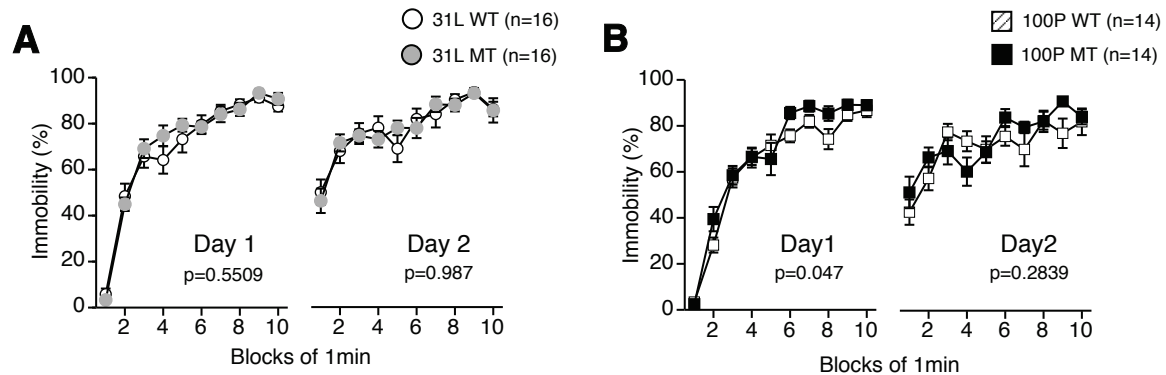 A
31L WT (n=16)
31L MT (n=16)
Immobility (%)
100
80
60
40
20
0
Day 1
p=0.5509
Day 2
p=0.987
2 4 6 8 10 2 4 6 8 10
Blocks of 1min
B
100P WT (n=14)
100P MT (n=14)
Immobility (%)
100
80
60
40
20
0
Day1
p=0.047
Day2
p=0.2839
2 4 6 8 10 2 4 6 8 10
Blocks of 1min